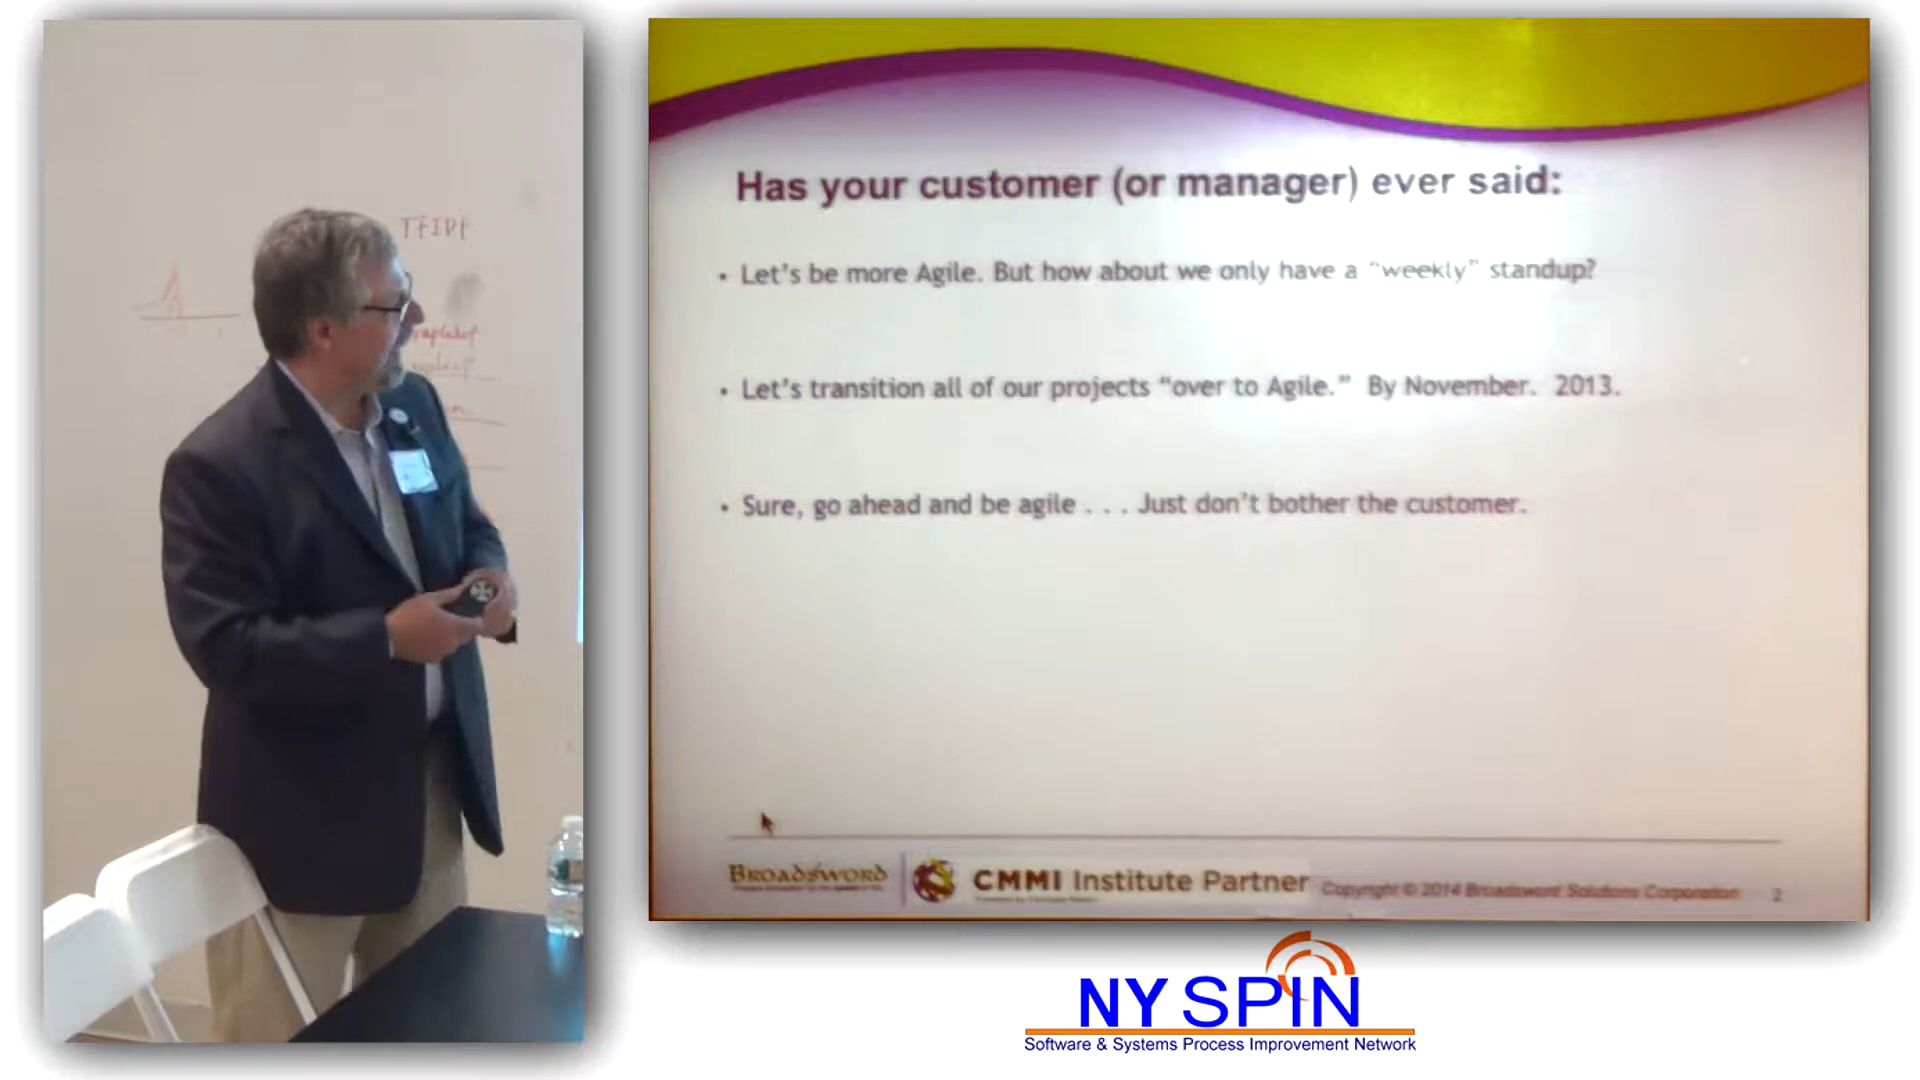 TFIDF
Has your customer (or manager) ever said:
• Let's be more Agile. But how about we only have a "weekly" standup?
• Let's transition all of our projects "over to Agile." By November. 2013.
• Sure, go ahead and be agile . . . Just don't bother the customer.
BROADSWORD
CMMI Institute Partner
Copyright © 2014 Broadsword Solutions Corporation 2
NY SPIN
Software & Systems Process Improvement Network